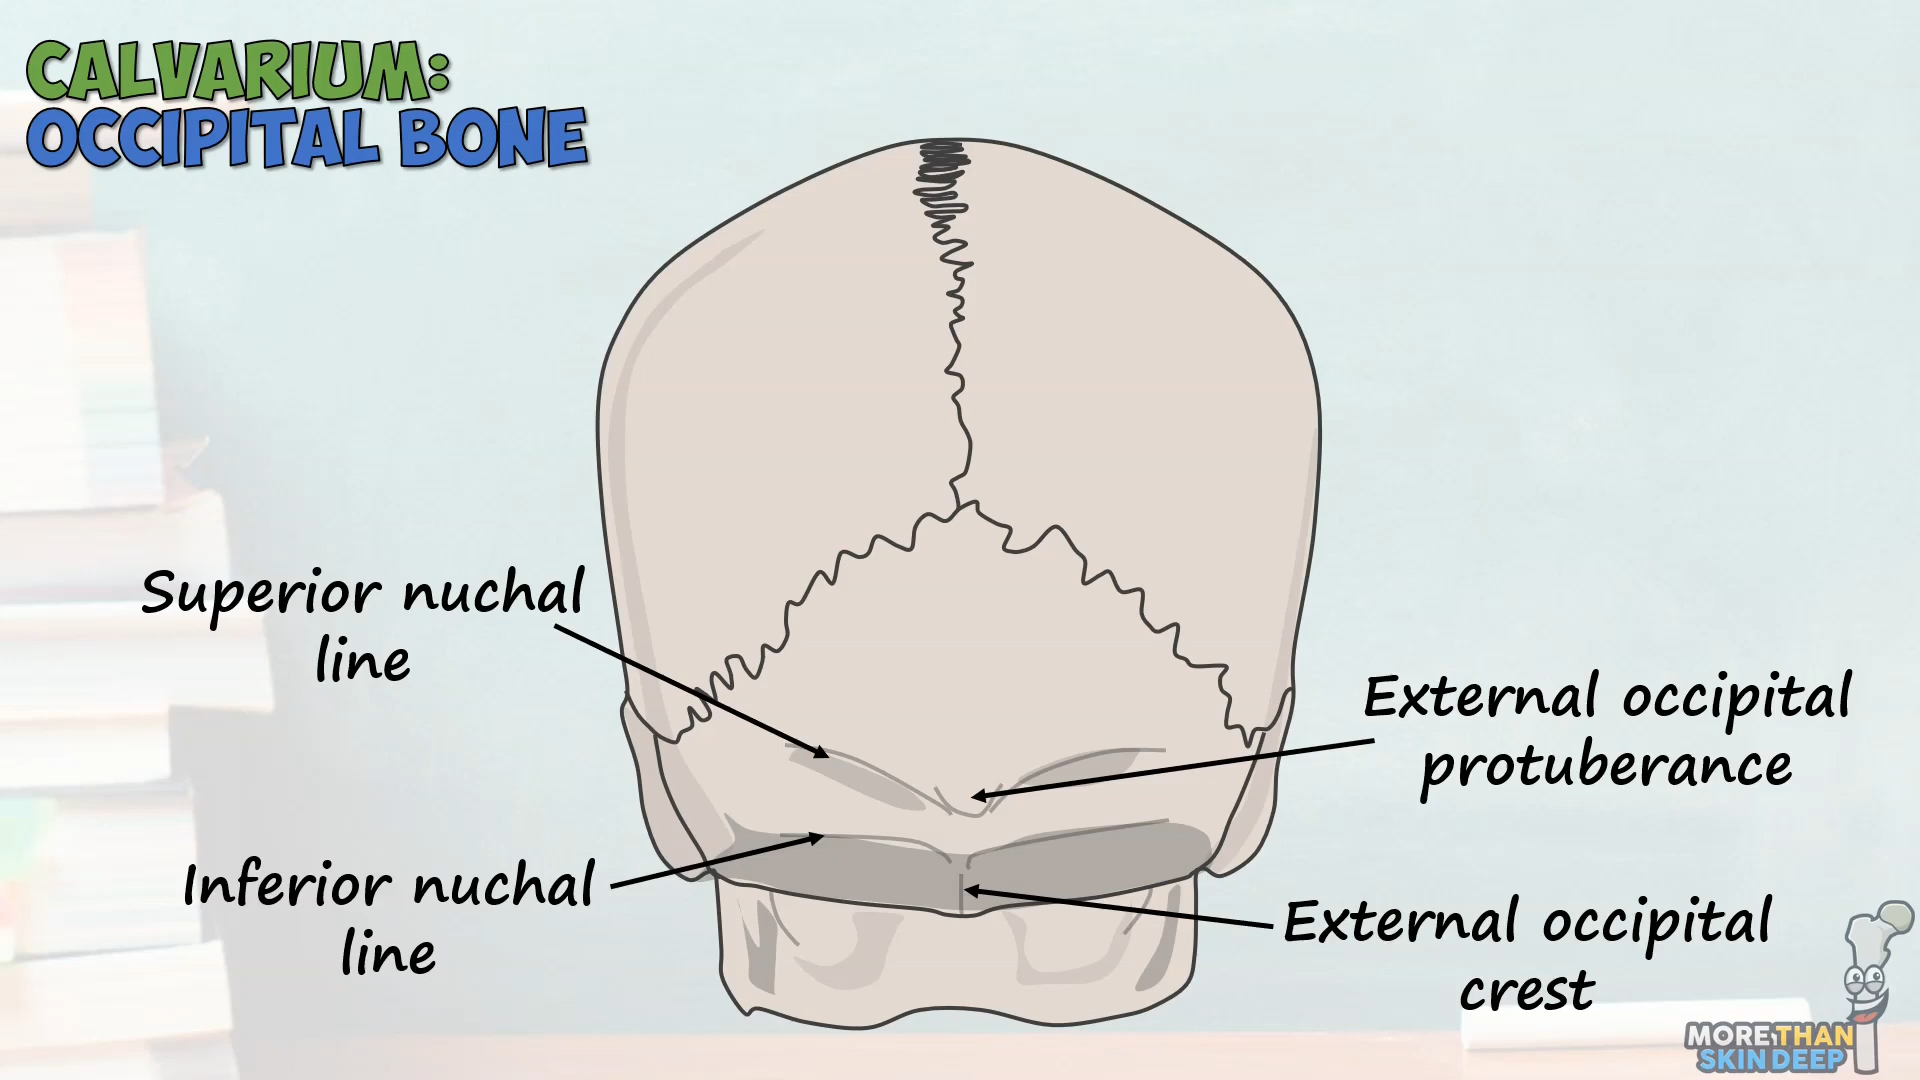 CALVARIUM:
OCCIPITAL BONE
Superior nuchal
line
External occipital
protuberance
Inferior nuchal
line
External occipital
crest
MORE THAN
SKIN DEEP